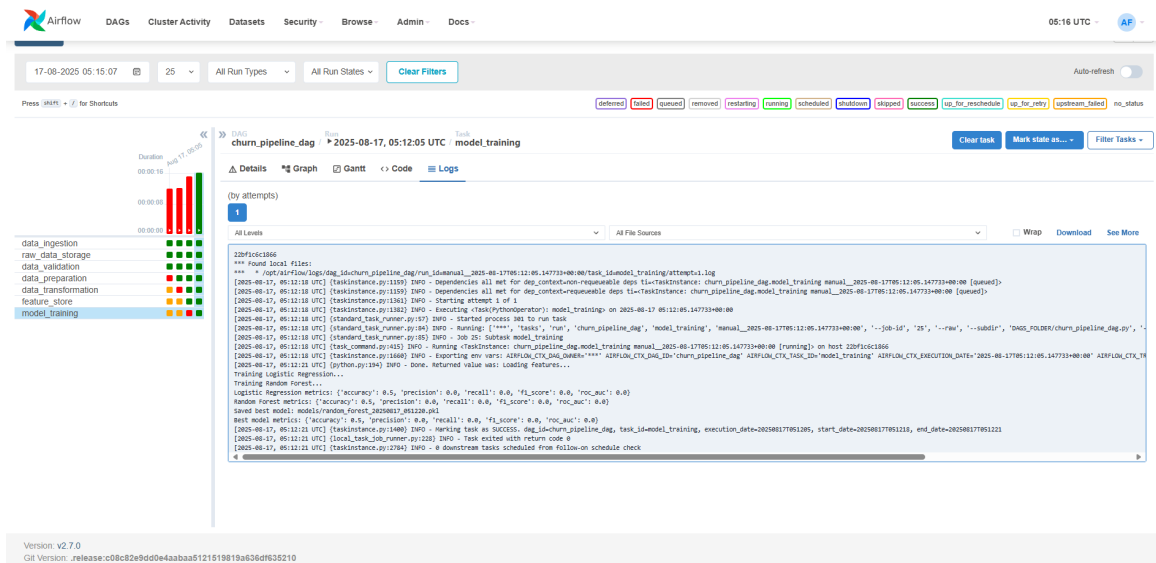 Airflow DAGs Cluster Activity Datasets Security Browse Admin Docs 05:16 UTC AF
17-08-2025 05:15:07 25 All Run Types All Run States Clear Filters Auto-refresh
Press shift + / for Shortcuts deferred failed queued removed restarting running scheduled shutdown skipped success up_for_reschedule up_for_retry upstream_failed no_status
DAG Run Task
churn_pipeline_dag / 2025-08-17, 05:12:05 UTC / model_training
Clear task Mark state as... Filter Tasks
Duration Aug 17, 05:05
00:00:16
00:00:08
00:00:00
data_ingestion
raw_data_storage
data_validation
data_preparation
data_transformation
feature_store
model_training
Details Graph Gantt <> Code Logs
(by attempts)
1
All Levels All File Sources Wrap Download See More
22bf1c6c1866
*** Found local files:
*** * /opt/airflow/logs/dag_id=churn_pipeline_dag/run_id=manual__2025-08-17T05:12:05.147733+00:00/task_id=model_training/attempt=1.log
[2025-08-17, 05:12:18 UTC] {taskinstance.py:1159} INFO - Dependencies all met for dep_context=non-requeueable deps ti=<TaskInstance: churn_pipeline_dag.model_training manual__2025-08-17T05:12:05.147733+00:00 [queued]>
[2025-08-17, 05:12:18 UTC] {taskinstance.py:1159} INFO - Dependencies all met for dep_context=requeueable deps ti=<TaskInstance: churn_pipeline_dag.model_training manual__2025-08-17T05:12:05.147733+00:00 [queued]>
[2025-08-17, 05:12:18 UTC] {taskinstance.py:1361} INFO - Starting attempt 1 of 1
[2025-08-17, 05:12:18 UTC] {taskinstance.py:1382} INFO - Executing <Task(PythonOperator): model_training> on 2025-08-17 05:12:05.147733+00:00
[2025-08-17, 05:12:18 UTC] {standard_task_runner.py:57} INFO - Started process 301 to run task
[2025-08-17, 05:12:18 UTC] {standard_task_runner.py:84} INFO - Running: ['***', 'tasks', 'run', 'churn_pipeline_dag', 'model_training', 'manual__2025-08-17T05:12:05.147733+00:00', '--job-id', '25', '--raw', '--subdir', 'DAGS_FOLDER/churn_pipeline_dag.py', '-
[2025-08-17, 05:12:18 UTC] {standard_task_runner.py:85} INFO - Job 25: Subtask model_training
[2025-08-17, 05:12:18 UTC] {task_command.py:415} INFO - Running <TaskInstance: churn_pipeline_dag.model_training manual__2025-08-17T05:12:05.147733+00:00 [running]> on host 22bf1c6c1866
[2025-08-17, 05:12:18 UTC] {taskinstance.py:1660} INFO - Exporting env vars: AIRFLOW_CTX_DAG_OWNER='***' AIRFLOW_CTX_DAG_ID='churn_pipeline_dag' AIRFLOW_CTX_TASK_ID='model_training' AIRFLOW_CTX_EXECUTION_DATE='2025-08-17T05:12:05.147733+00:00' AIRFLOW_CTX_TR
[2025-08-17, 05:12:21 UTC] {python.py:194} INFO - Done. Returned value was: Loading features...
Training Logistic Regression...
Training Random Forest...
Logistic Regression metrics: {'accuracy': 0.5, 'precision': 0.0, 'recall': 0.0, 'f1_score': 0.0, 'roc_auc': 0.0}
Random Forest metrics: {'accuracy': 0.5, 'precision': 0.0, 'recall': 0.0, 'f1_score': 0.0, 'roc_auc': 0.0}
Saved best model: models/random_forest_20250817_051220.pkl
Best model metrics: {'accuracy': 0.5, 'precision': 0.0, 'recall': 0.0, 'f1_score': 0.0, 'roc_auc': 0.0}
[2025-08-17, 05:12:21 UTC] {taskinstance.py:1400} INFO - Marking task as SUCCESS. dag_id=churn_pipeline_dag, task_id=model_training, execution_date=20250817T051205, start_date=20250817T051218, end_date=20250817T051221
[2025-08-17, 05:12:21 UTC] {local_task_job_runner.py:228} INFO - Task exited with return code 0
[2025-08-17, 05:12:21 UTC] {taskinstance.py:2784} INFO - 0 downstream tasks scheduled from follow-on schedule check
Version: v2.7.0
Git Version: .release:c08c82e9dd0e4aabaa5121519819a636df635210